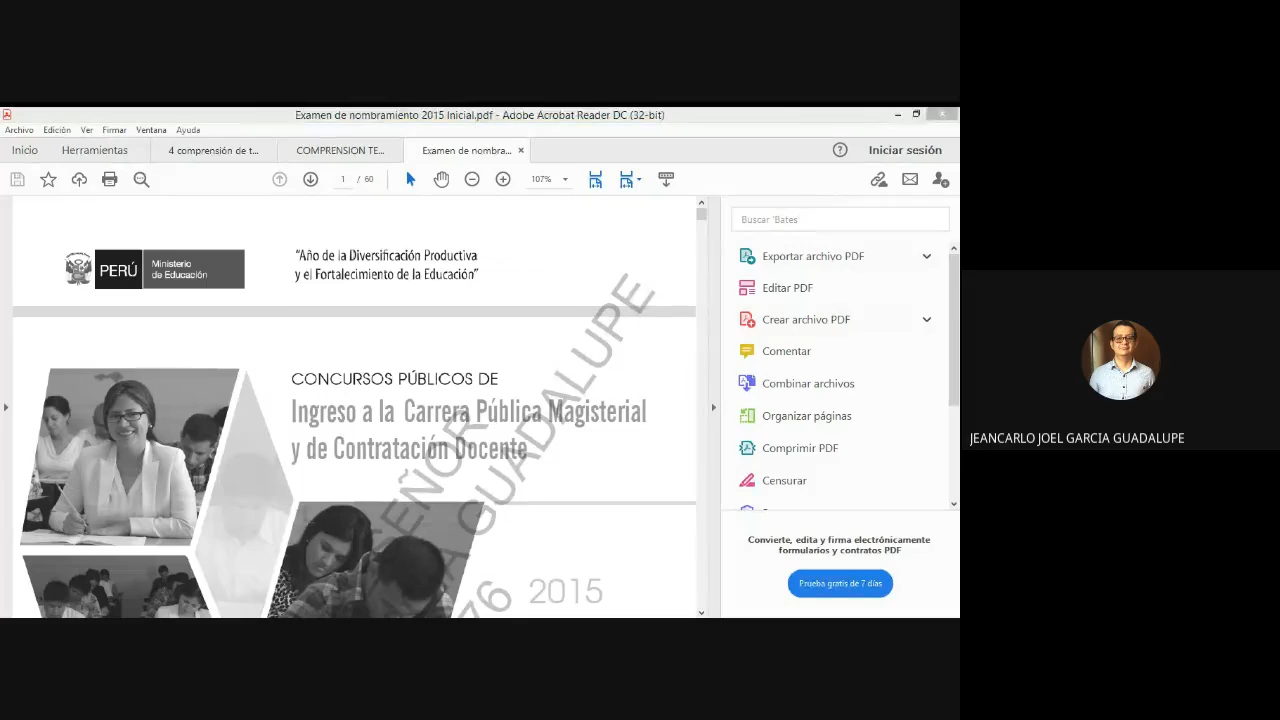 Examen de nombramiento 2015 Inicial.pdf - Adobe Acrobat Reader DC (32-bit)
Archivo Edición Ver Firmar Ventana Ayuda
Inicio Herramientas 4 comprensión de t... COMPRENSION TE... Examen de nombra... × Iniciar sesión
1 / 60 107%
Buscar 'Bates'
PERÚ Ministerio
de Educación
"Año de la Diversificación Productiva
y el Fortalecimiento de la Educación"
CONCURSOS PÚBLICOS DE
Ingreso a la Carrera Pública Magisterial
y de Contratación Docente
2015
EÑOR
A GUADALUPE
76
Exportar archivo PDF
Editar PDF
Crear archivo PDF
Comentar
Combinar archivos
Organizar páginas
Comprimir PDF
Censurar
Convierte, edita y firma electrónicamente
formularios y contratos PDF
Prueba gratis de 7 días
JEANCARLO JOEL GARCIA GUADALUPE